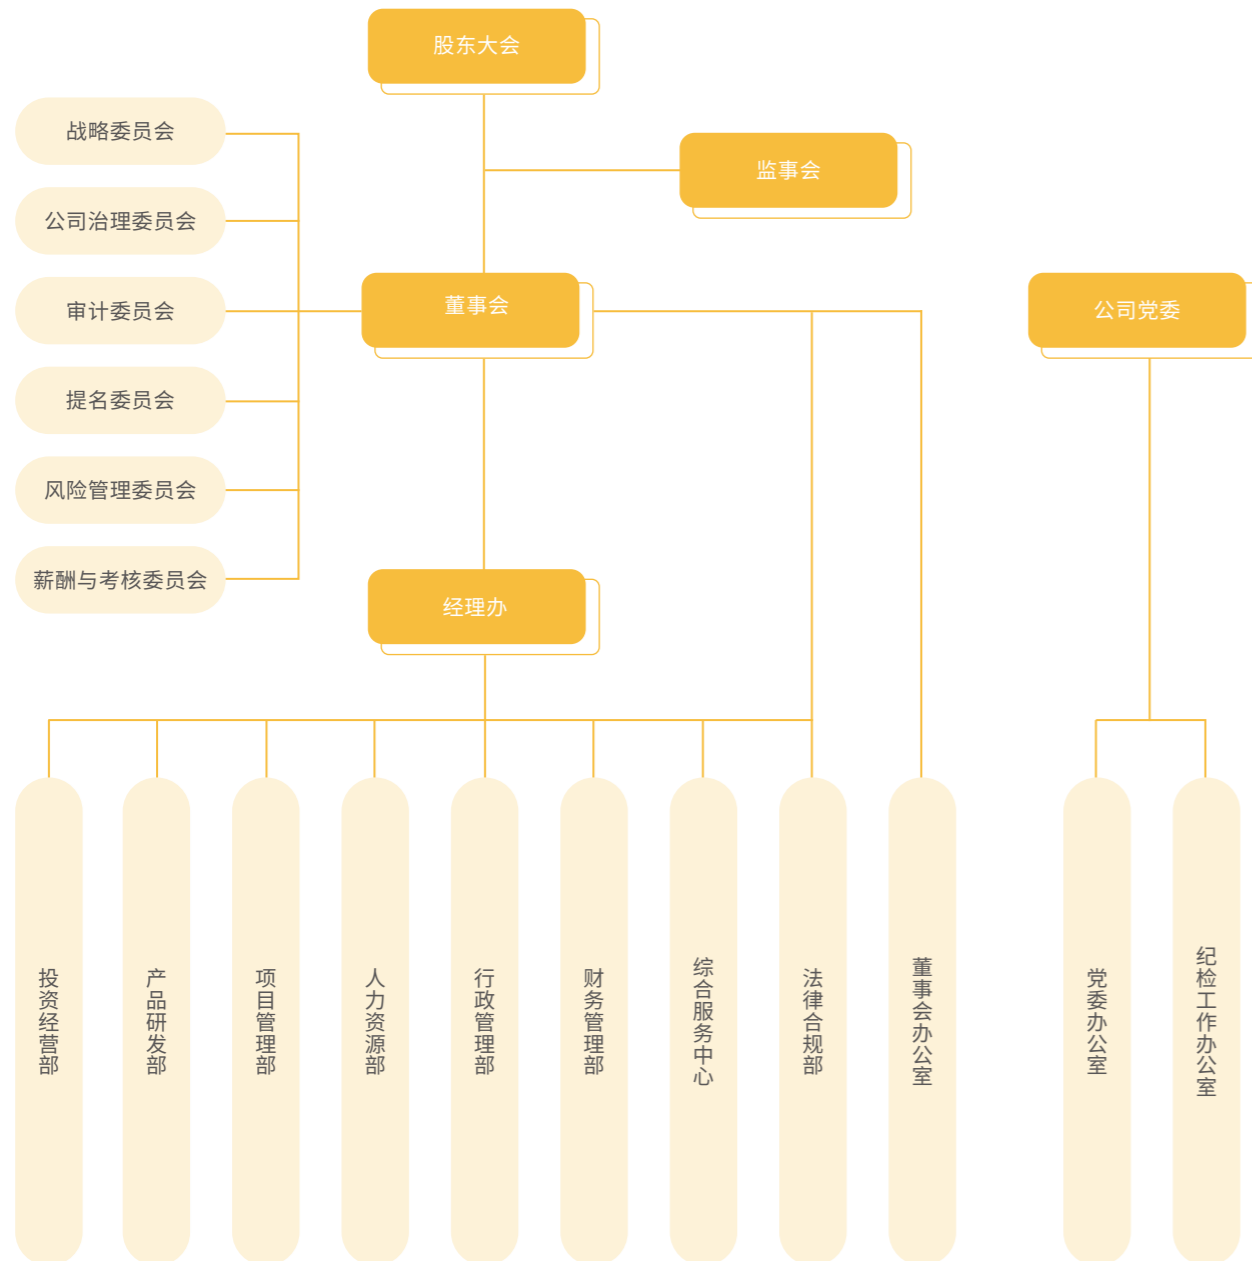 股东大会
战略委员会
监事会
公司治理委员会
董事会
公司党委
审计委员会
提名委员会
风险管理委员会
薪酬与考核委员会
经理办
投资经营部
产品研发部
项目管理部
人力资源部
行政管理部
财务管理部
综合服务中心
法律合规部
董事会办公室
党委办公室
纪检工作办公室